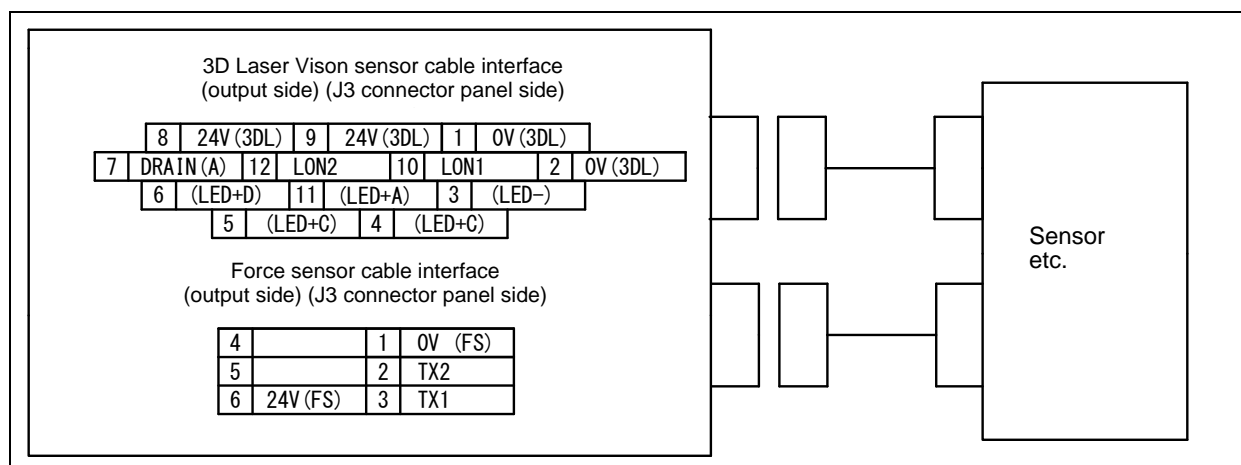 3D Laser Vison sensor cable interface
(output side) (J3 connector panel side)
8 24V(3DL) 9 24V(3DL) 1 0V(3DL)
7 DRAIN(A) 12 LON2 10 LON1 2 0V(3DL)
6 (LED+D) 11 (LED+A) 3 (LED-)
5 (LED+C) 4 (LED+C)
Force sensor cable interface
(output side) (J3 connector panel side)
4 1 0V (FS)
5 2 TX2
6 24V(FS) 3 TX1
Sensor
etc.